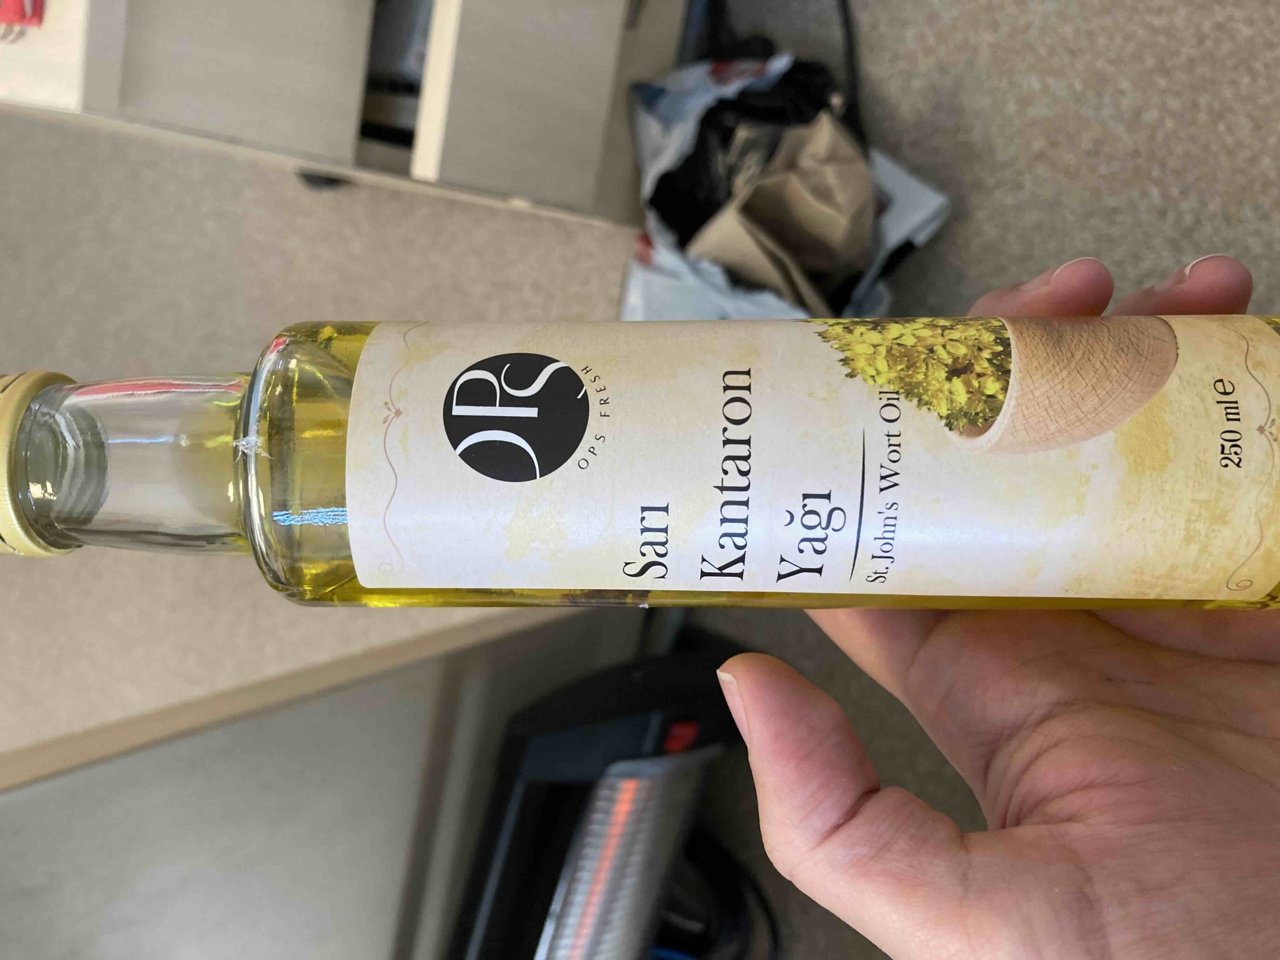 OPS
OPS FRESH
Sarı
Kantaron
Yağı
St. John's Wort Oil
250 ml e